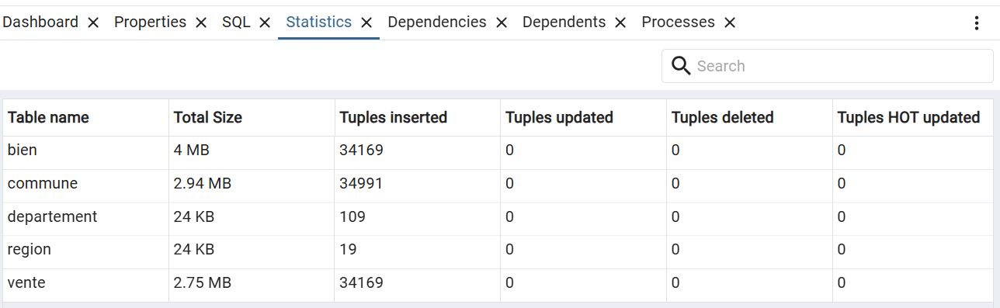 Dashboard Properties SQL Statistics Dependencies Dependents Processes
Search
Table name Total Size Tuples inserted Tuples updated Tuples deleted Tuples HOT updated
bien 4 MB 34169 0 0 0
commune 2.94 MB 34991 0 0 0
departement 24 KB 109 0 0 0
region 24 KB 19 0 0 0
vente 2.75 MB 34169 0 0 0